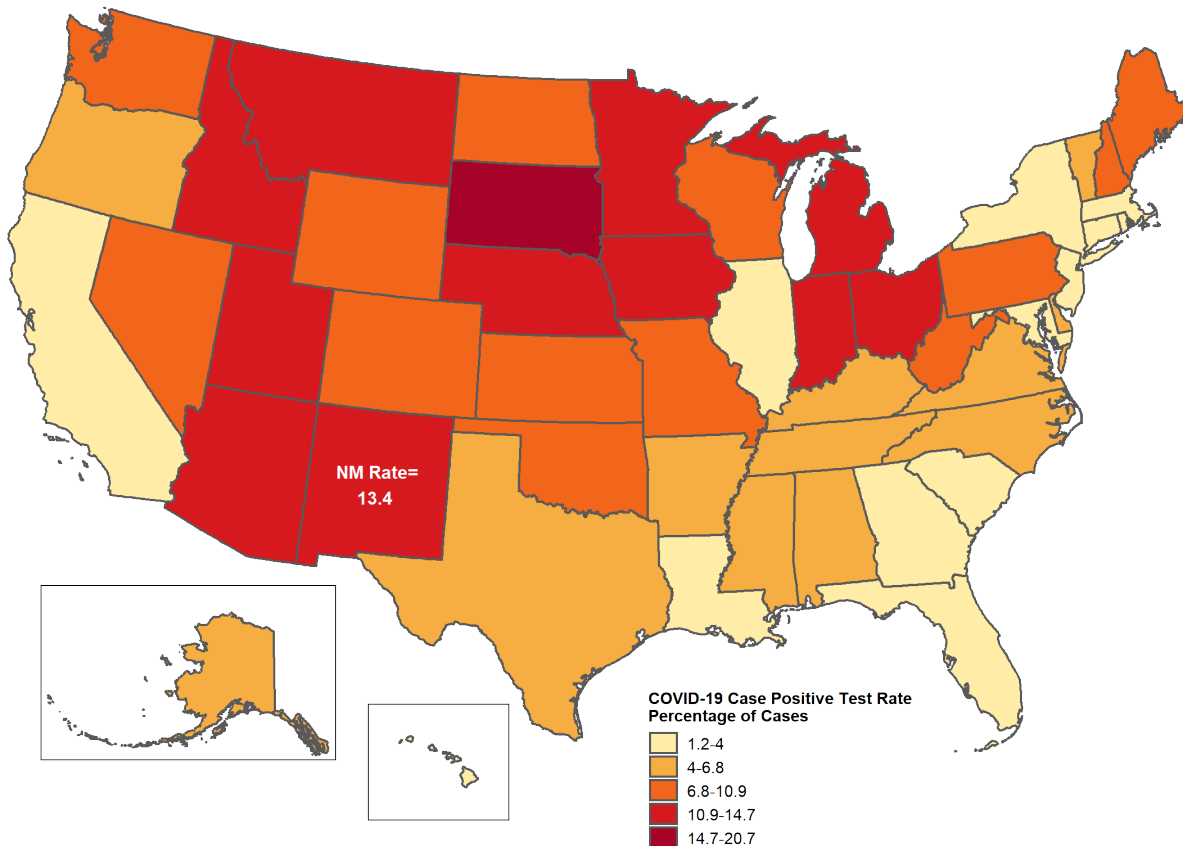 NM Rate=
13.4
COVID-19 Case Positive Test Rate
Percentage of Cases
1.2-4
4-6.8
6.8-10.9
10.9-14.7
14.7-20.7